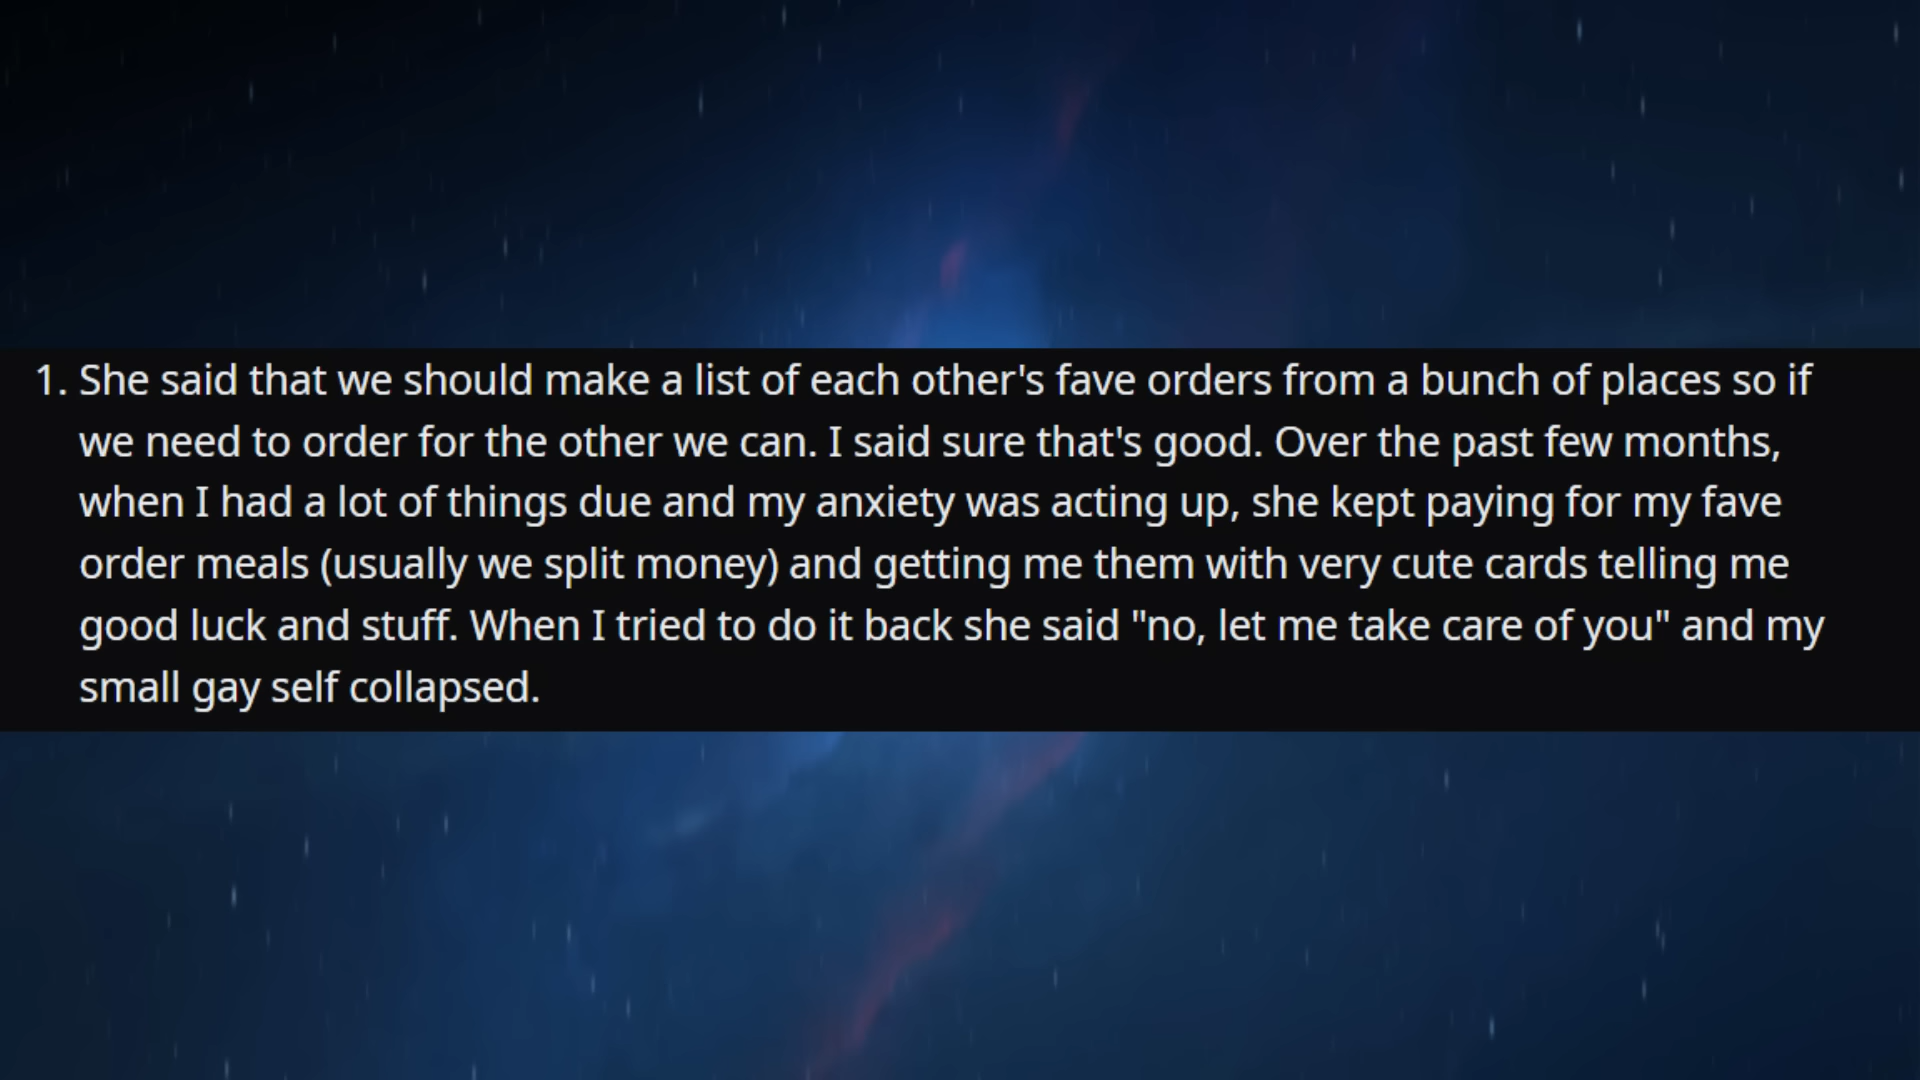 1. She said that we should make a list of each other's fave orders from a bunch of places so if
we need to order for the other we can. I said sure that's good. Over the past few months,
when I had a lot of things due and my anxiety was acting up, she kept paying for my fave
order meals (usually we split money) and getting me them with very cute cards telling me
good luck and stuff. When I tried to do it back she said "no, let me take care of you" and my
small gay self collapsed.